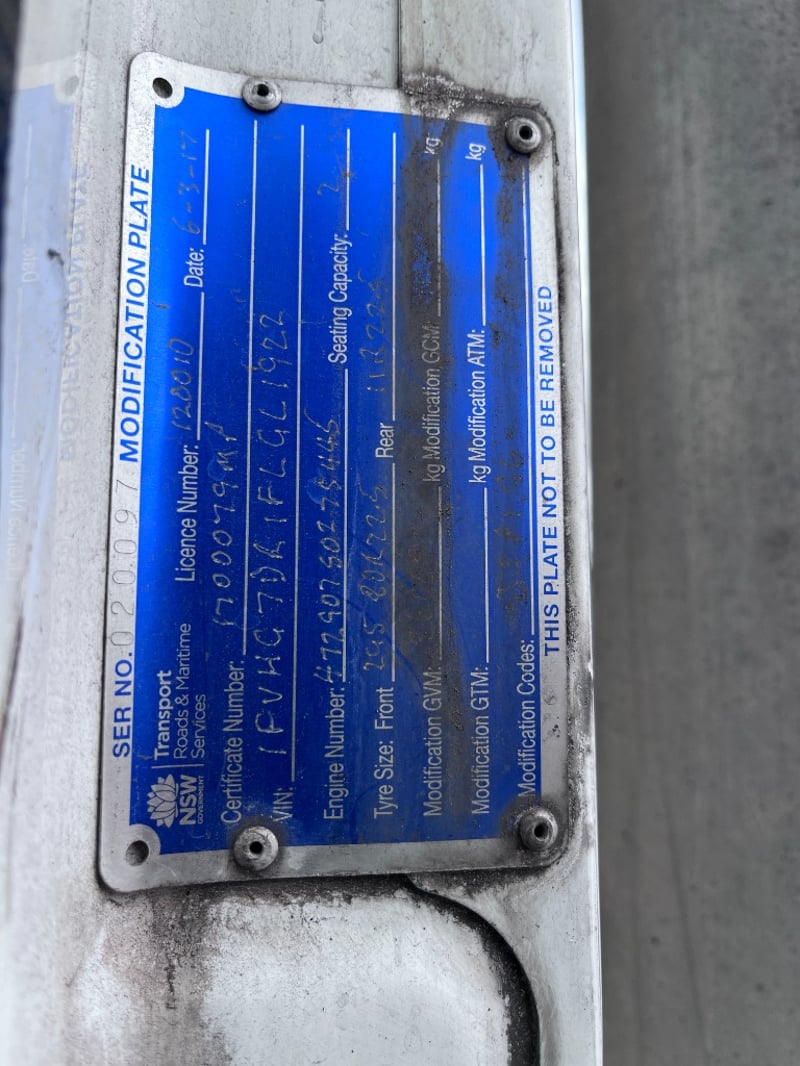 SER NO. 020097 MODIFICATION PLATE
NSW GOVERNMENT
Transport
Roads & Maritime
Services
Licence Number: 120010 Date: 6-3-17
Certificate Number:
VIN:
Engine Number: Seating Capacity: 2
Tyre Size: Front 295 80R22.5 Rear 11R22.5
Modification GVM: kg Modification GCM: kg
Modification GTM: kg Modification ATM: kg
Modification Codes:
THIS PLATE NOT TO BE REMOVED